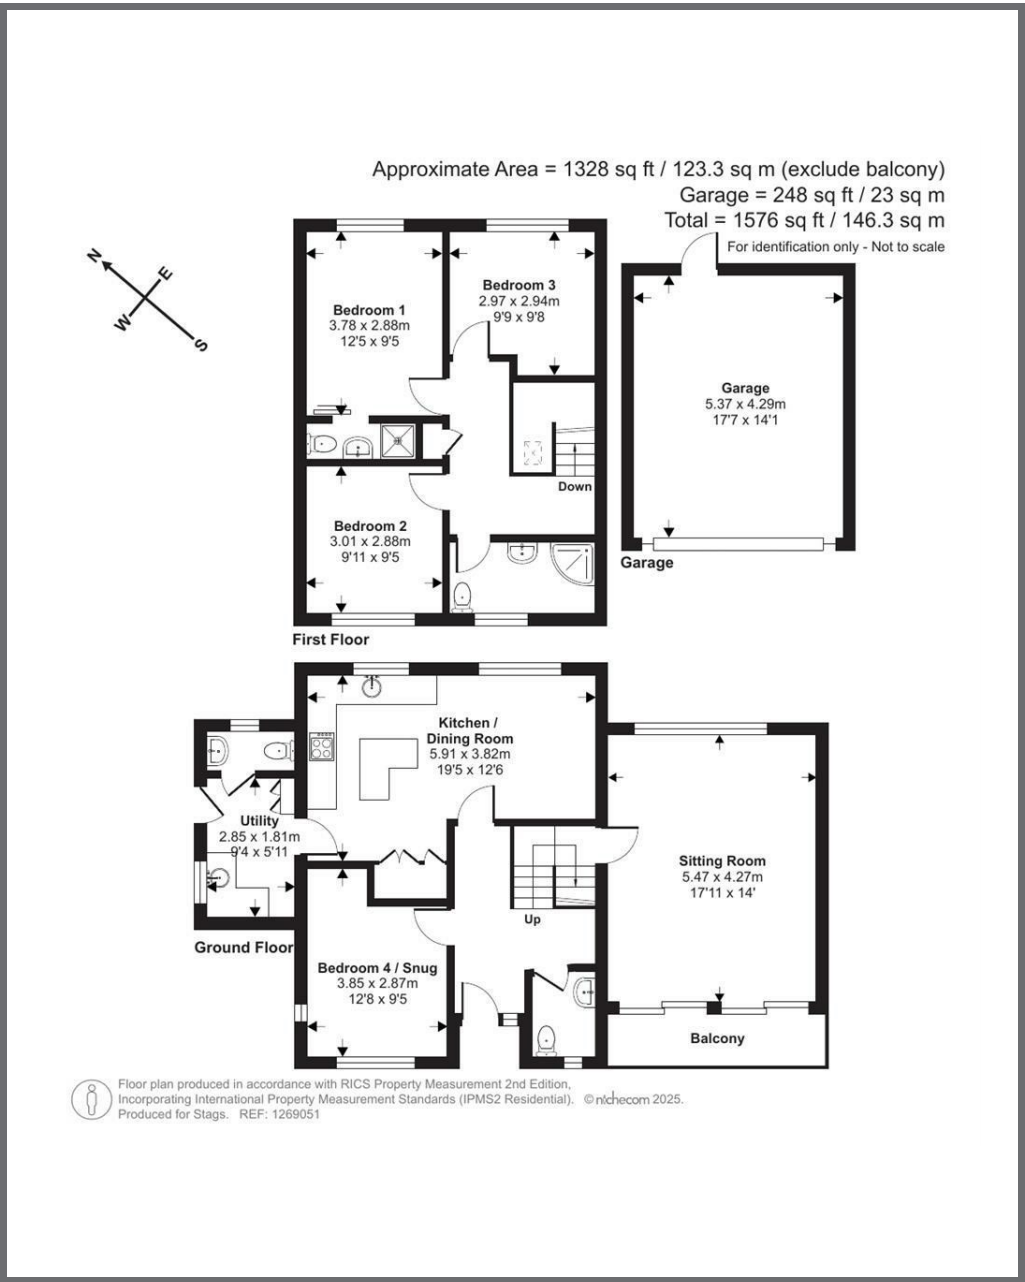 Approximate Area = 1328 sq ft / 123.3 sq m (exclude balcony)
Garage = 248 sq ft / 23 sq m
Total = 1576 sq ft / 146.3 sq m
For identification only - Not to scale
N
E
W
S
Bedroom 1
3.78 x 2.88m
12'5 x 9'5
Bedroom 3
2.97 x 2.94m
9'9 x 9'8
Garage
5.37 x 4.29m
17'7 x 14'1
Down
Bedroom 2
3.01 x 2.88m
9'11 x 9'5
Garage
First Floor
Kitchen /
Dining Room
5.91 x 3.82m
19'5 x 12'6
Utility
2.85 x 1.81m
9'4 x 5'11
Sitting Room
5.47 x 4.27m
17'11 x 14'
Up
Ground Floor
Bedroom 4 / Snug
3.85 x 2.87m
12'8 x 9'5
Balcony
Floor plan produced in accordance with RICS Property Measurement 2nd Edition,
Incorporating International Property Measurement Standards (IPMS2 Residential). © nichecom 2025.
Produced for Stags. REF: 1269051